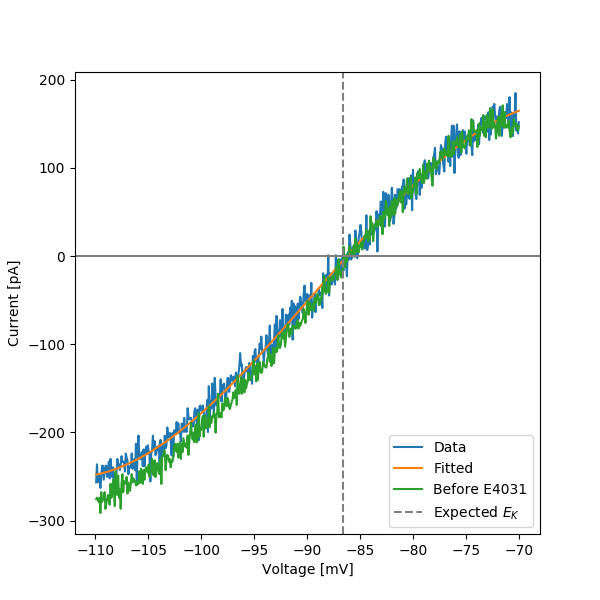 200
100
0
−100
−200
−300
Current [pA]
−110
−105
−100
−95
−90
−85
−80
−75
−70
Voltage [mV]
Data
Fitted
Before E4031
Expected E_K